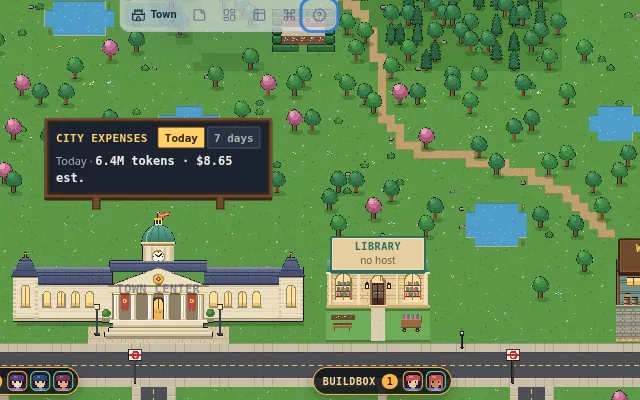 Town
CITY EXPENSES Today 7 days
Today · 6.4M tokens · $8.65
est.
TOWN CENTER
LIBRARY
no host
BUILDBOX 1